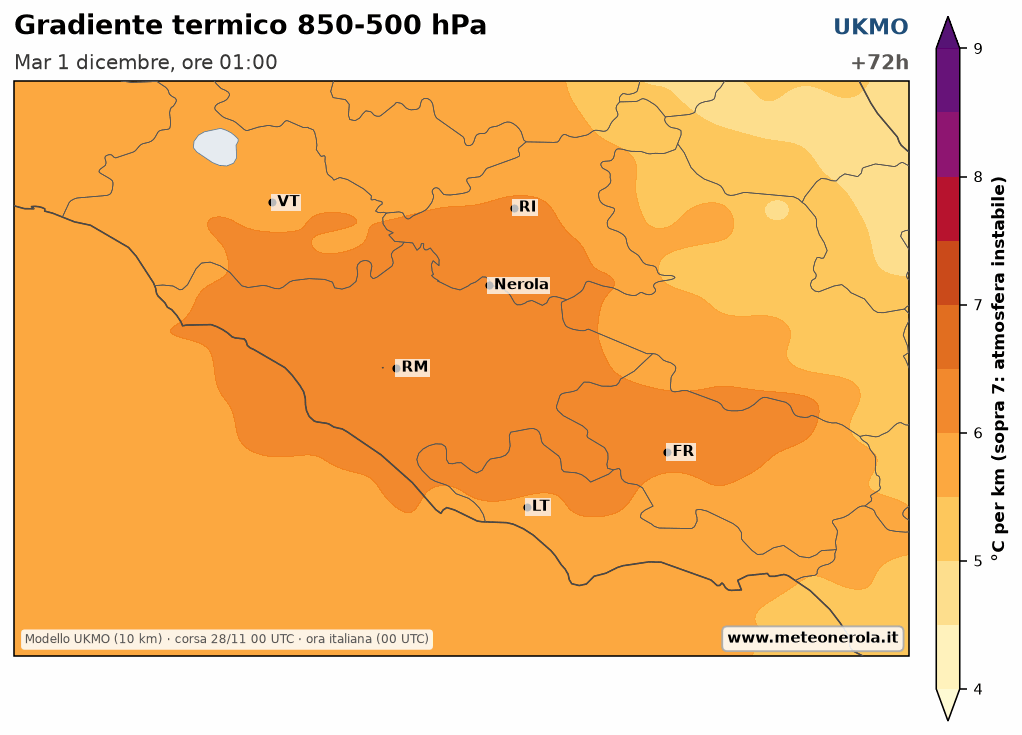 Gradiente termico 850-500 hPa
UKMO
Mar 1 dicembre, ore 01:00
+72h
VT
RI
Nerola
RM
FR
LT
Modello UKMO (10 km) · corsa 28/11 00 UTC · ora italiana (00 UTC)
www.meteonerola.it
9
8
7
6
5
4
°C per km (sopra 7: atmosfera instabile)